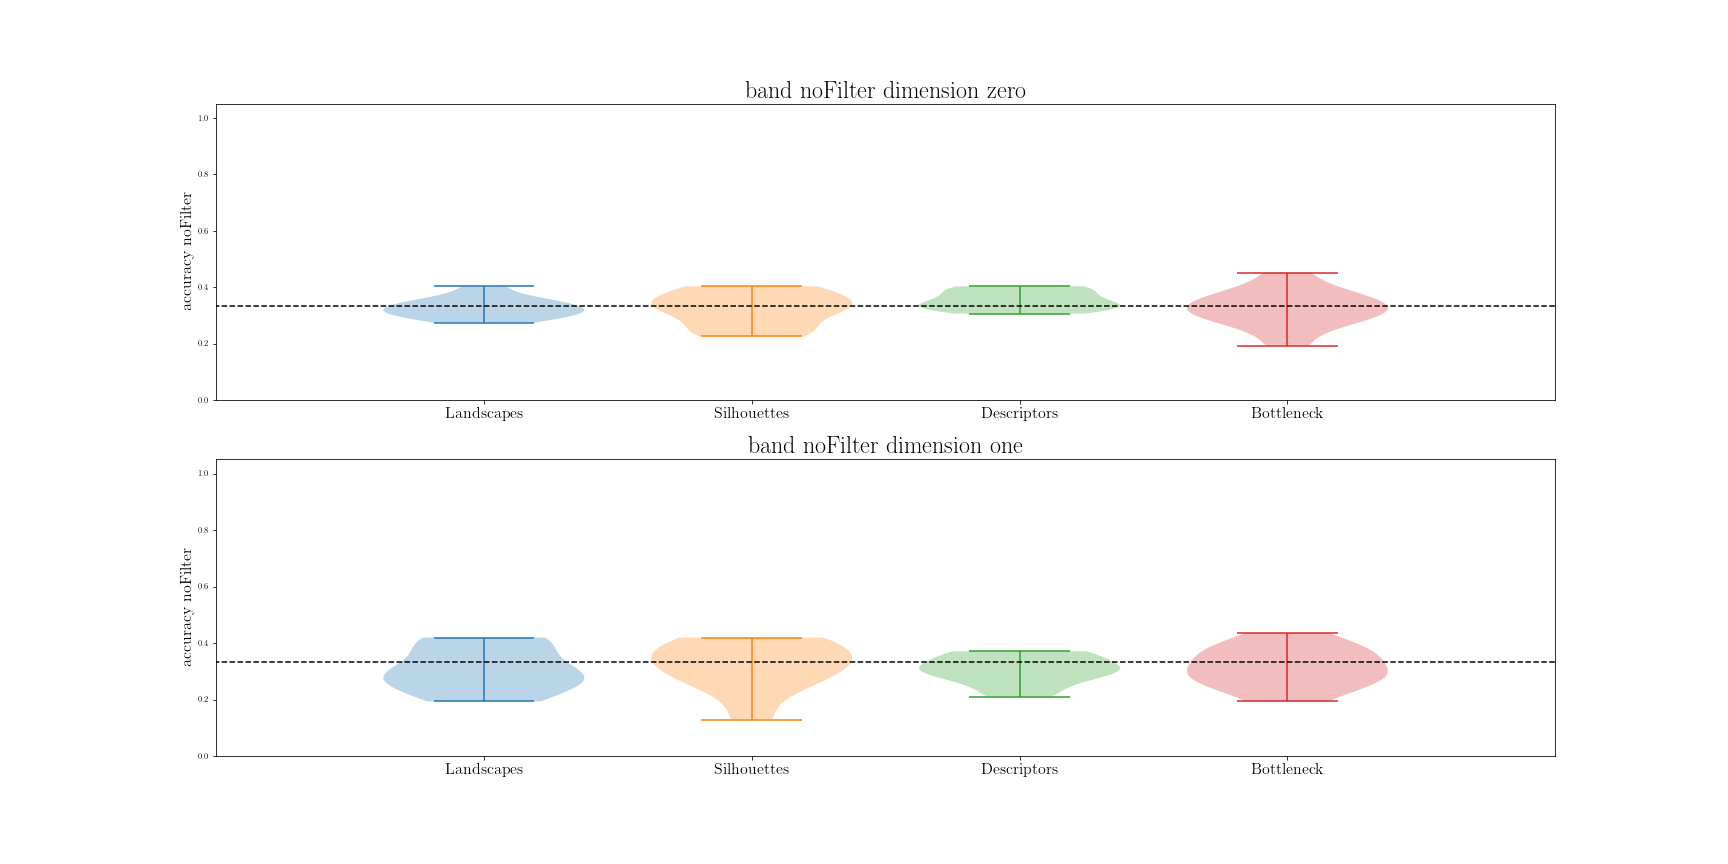 band noFilter dimension zero
accuracy noFilter
1.0
0.8
0.6
0.4
0.2
0.0
Landscapes Silhouettes Descriptors Bottleneck
band noFilter dimension one
accuracy noFilter
1.0
0.8
0.6
0.4
0.2
0.0
Landscapes Silhouettes Descriptors Bottleneck